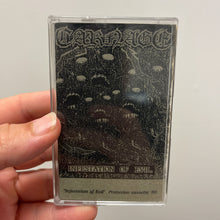 CARNAGE
INFESTATION OF EVIL
"Infestation of Evil" Promotion cassette '90